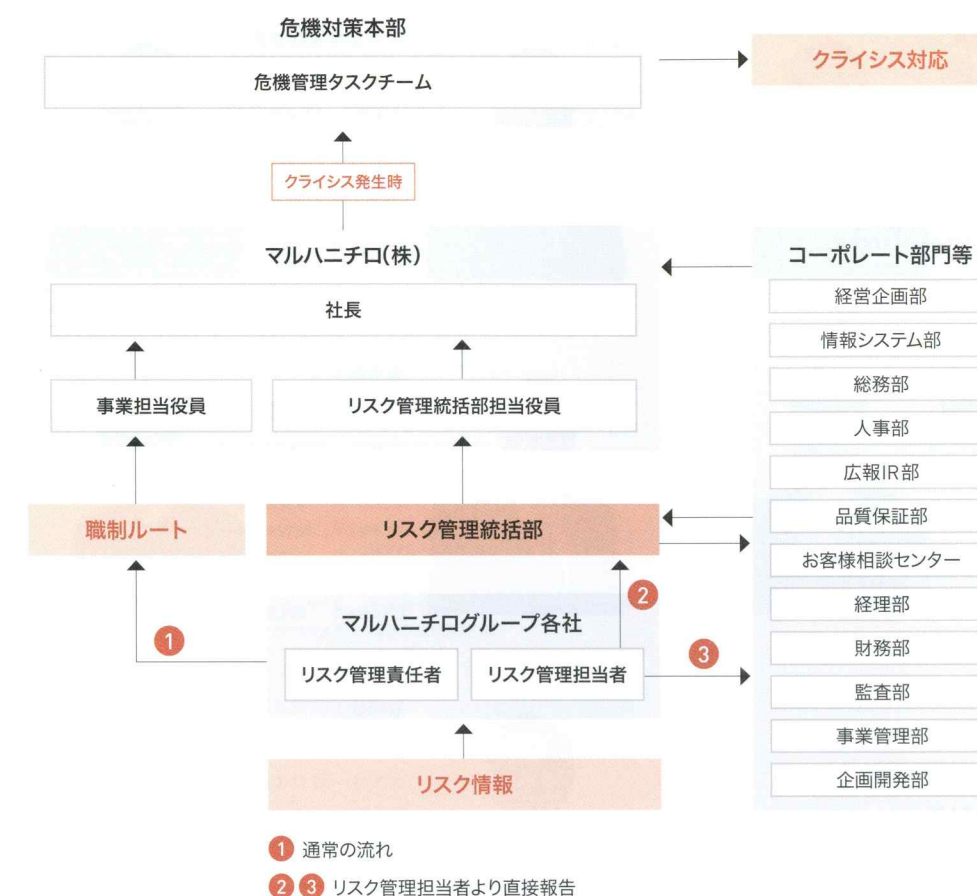 危機対策本部
危機管理タスクチーム
クライシス対応
クライシス発生時
マルハニチロ(株)
社長
事業担当役員
リスク管理統括部担当役員
職制ルート
リスク管理統括部
1
2
3
マルハニチログループ各社
リスク管理責任者
リスク管理担当者
リスク情報
コーポレート部門等
経営企画部
情報システム部
総務部
人事部
広報IR部
品質保証部
お客様相談センター
経理部
財務部
監査部
事業管理部
企画開発部
1 通常の流れ
2 3 リスク管理担当者より直接報告